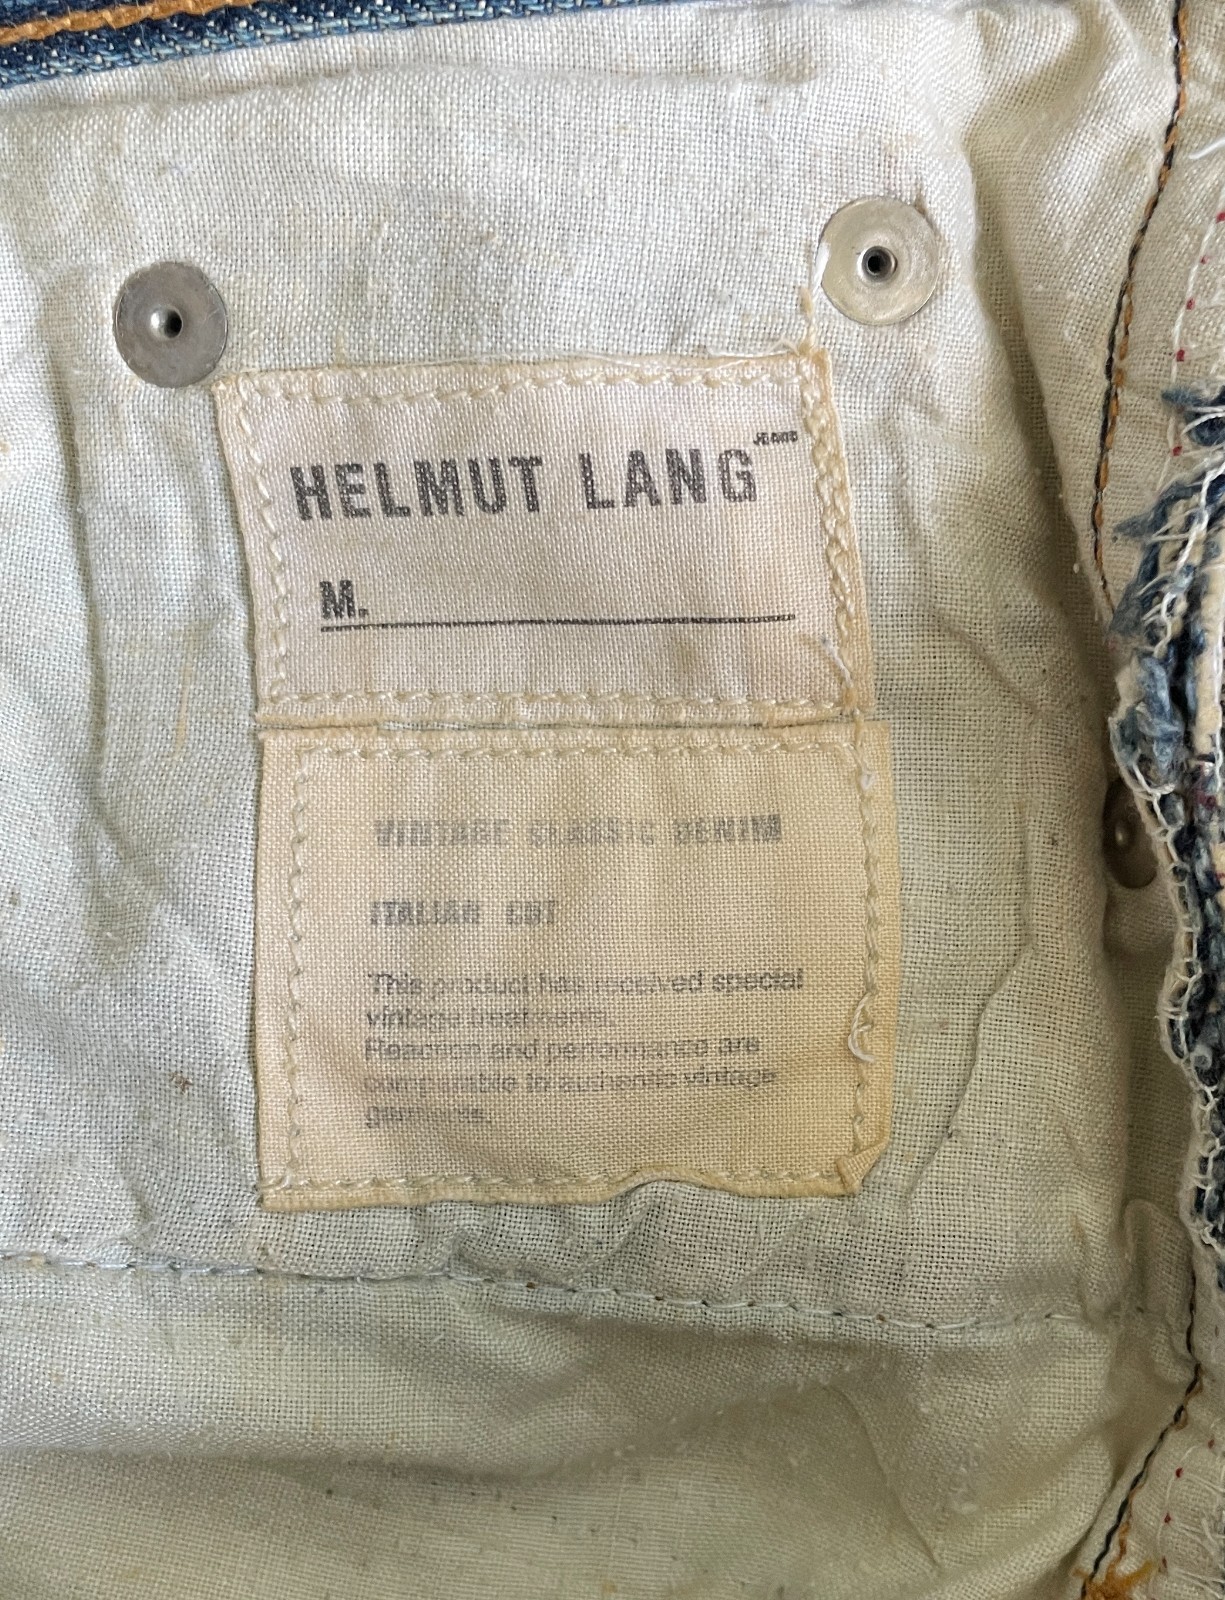 HELMUT LANG JEANS
M.
VINTAGE CLASSIC DENIM
ITALIAN CUT
This product has received special
vintage treatments.
Reaction and performance are
comparable to authentic vintage
garments.